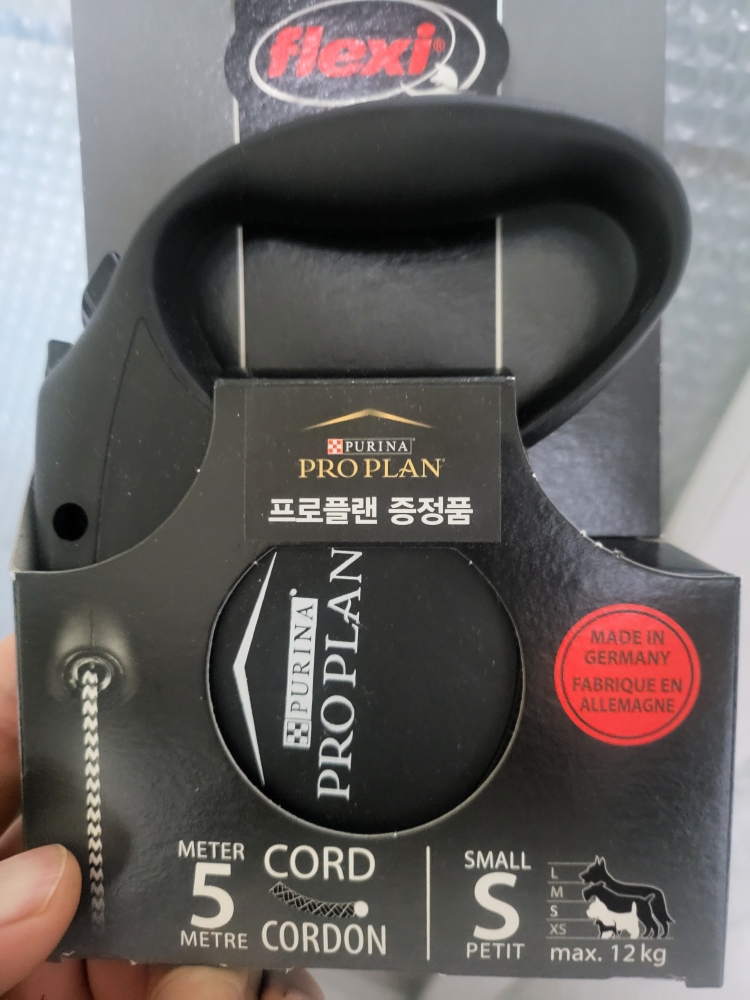 flexi®
PURINA
PRO PLAN
프로플랜 증정품
PURINA
PRO PLAN
MADE IN
GERMANY
FABRIQUE EN
ALLEMAGNE
METER
5
METRE
CORD
CORDON
SMALL
S
PETIT
L
M
S
XS
max. 12 kg